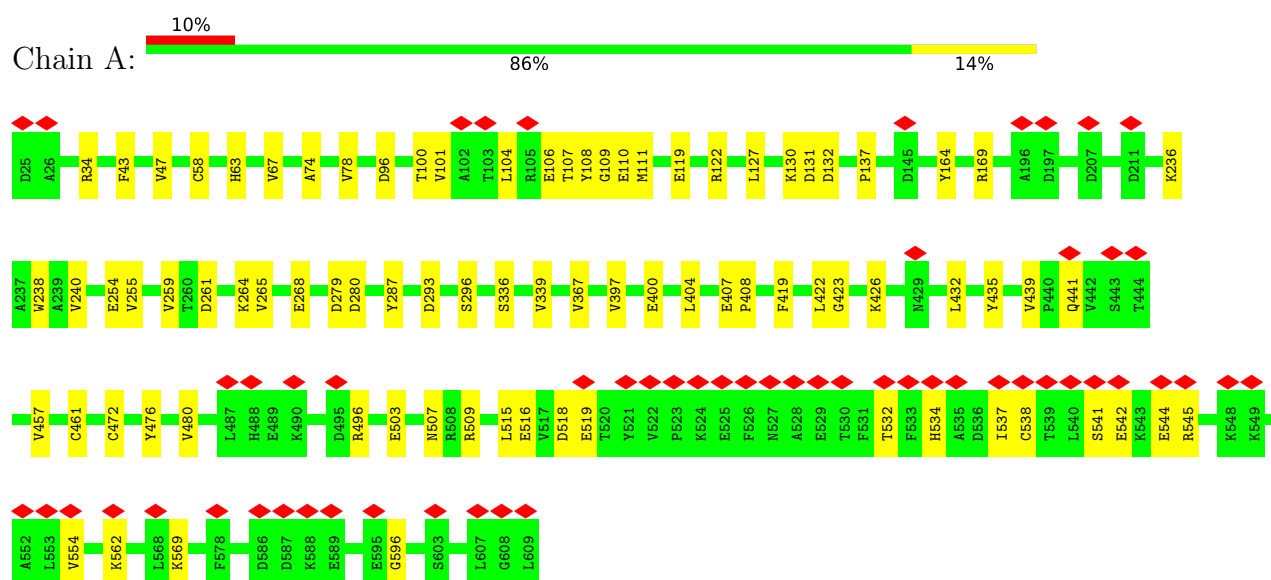 10%
Chain A:
86% 14%
D25 A26 R34 F43 V47 C58 H63 V67 A74 V78 D96 T100 V101 A102 T103 L104 R105 E106 T107 Y108 G109 E110 M111 E119 R122 L127 K130 D131 D132 P137 D145 Y164 R169 A196 D197 D207 D211 K236
A237 W238 A239 V240 E254 V255 V259 T260 D261 K264 V265 E268 D279 D280 Y287 D293 S296 S336 V339 V367 V397 E400 L404 E407 P408 F419 L422 G423 K426 N429 L432 Y435 V439 P440 Q441 V442 S443 T444
V457 C461 C472 Y476 V480 L487 H488 E489 K490 D495 R496 E503 N507 R508 R509 L515 E516 V517 D518 E519 T520 Y521 V522 P523 K524 E525 F526 N527 A528 E529 T530 F531 T532 F533 H534 A535 D536 I537 C538 T539 L540 S541 E542 K543 E544 R545 K548 K549
A552 L553 V554 K562 L568 K569 F578 D586 D587 K588 E589 E595 G596 S603 L607 G608 L609